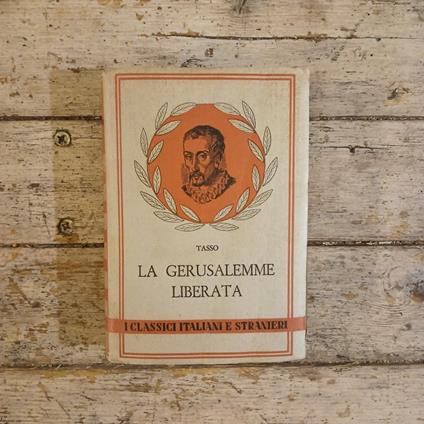 TASSO
LA GERUSALEMME
LIBERATA
I CLASSICI ITALIANI E STRANIERI